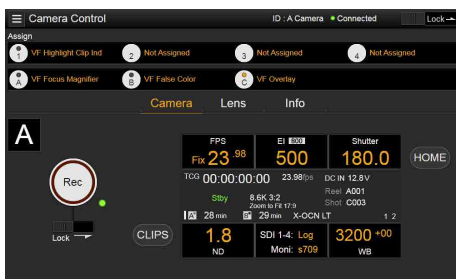 Camera Control
ID : A Camera
Connected
Lock
Assign
1 VF Highlight Clip Ind
2 Not Assigned
3 Not Assigned
4 Not Assigned
A VF Focus Magnifier
B VF False Color
C VF Overlay
Camera Lens Info
A
FPS
Fix 23 .98
EI 800
500
Shutter
180.0
HOME
Rec
TCG 00:00:00:00 23.98fps DC IN 12.8V
Stby
8.6K 3:2
Zoom to Fit 17:9
Reel A001
Shot C003
A 28 min B 29 min X-OCN LT 1 2
Lock
CLIPS
1.8
ND
SDI 1-4: Log
Moni: s709
3200 +00
WB